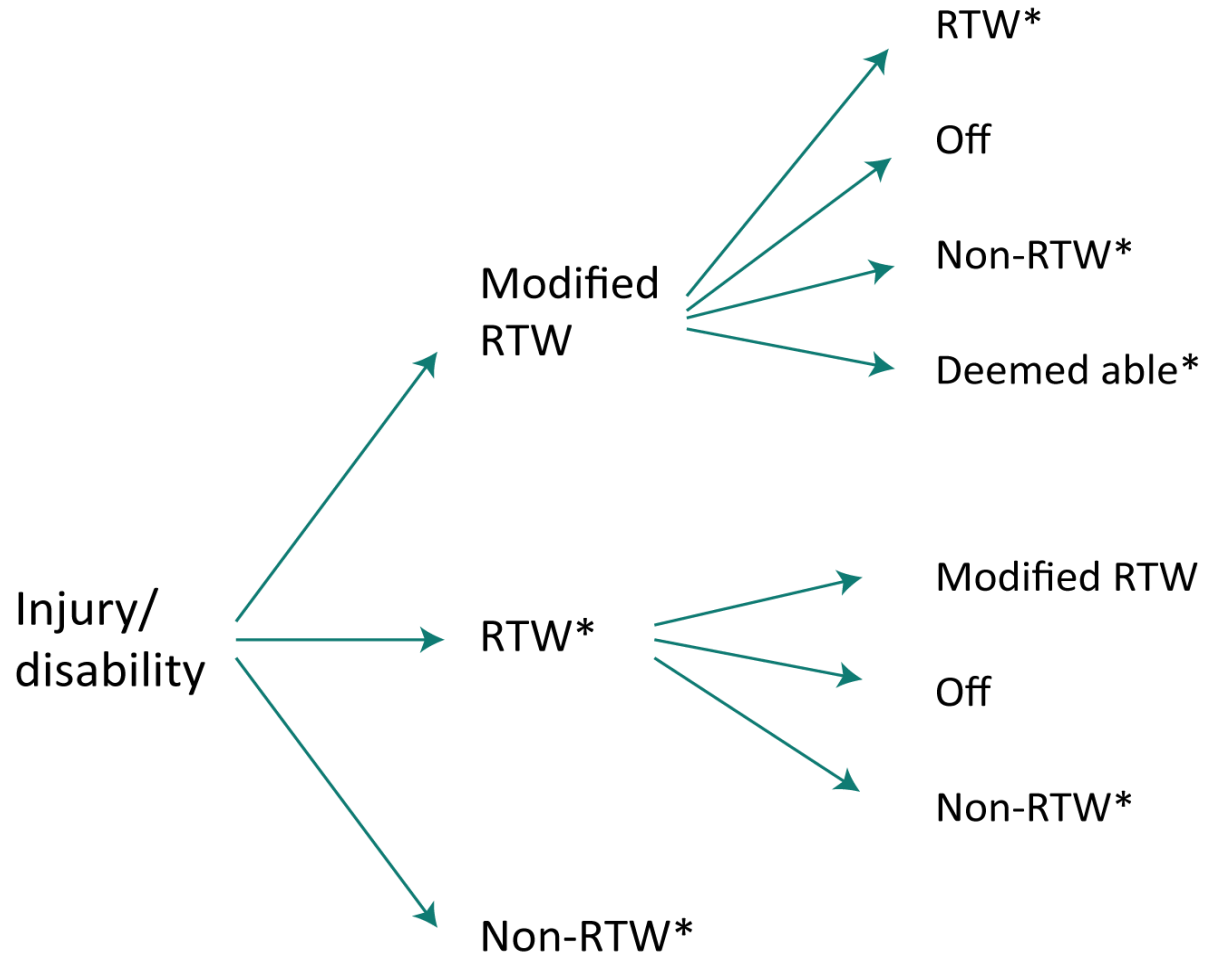 RTW*
Off
Non-RTW*
Deemed able*
Modified
RTW
Injury/
disability
RTW*
Modified RTW
Off
Non-RTW*
Non-RTW*